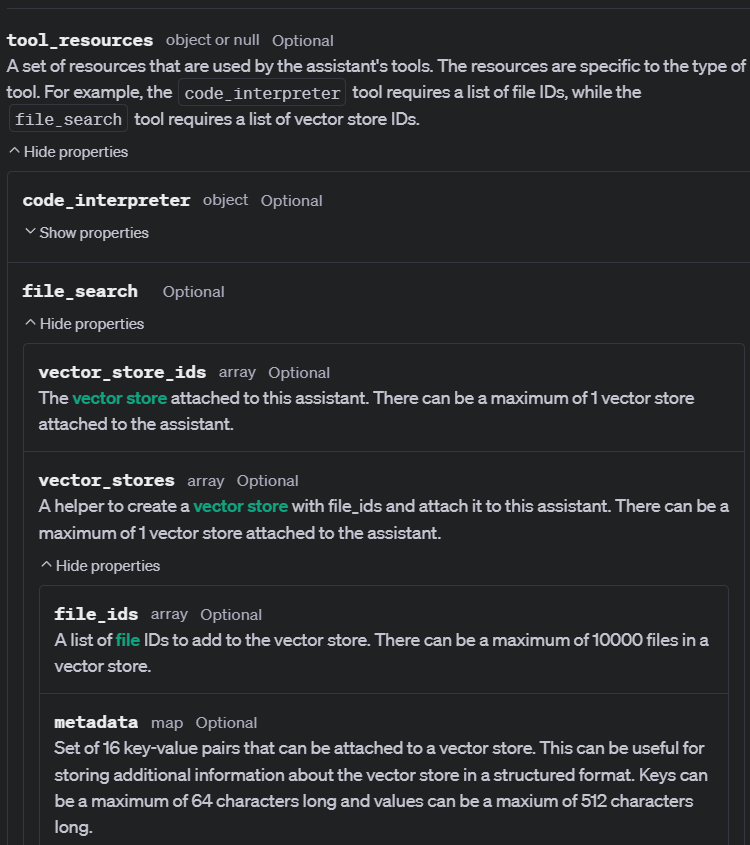 tool_resources object or null Optional
A set of resources that are used by the assistant's tools. The resources are specific to the type of
tool. For example, the code_interpreter tool requires a list of file IDs, while the
file_search tool requires a list of vector store IDs.
Hide properties
code_interpreter object Optional
Show properties
file_search Optional
Hide properties
vector_store_ids array Optional
The vector store attached to this assistant. There can be a maximum of 1 vector store
attached to the assistant.
vector_stores array Optional
A helper to create a vector store with file_ids and attach it to this assistant. There can be a
maximum of 1 vector store attached to the assistant.
Hide properties
file_ids array Optional
A list of file IDs to add to the vector store. There can be a maximum of 10000 files in a
vector store.
metadata map Optional
Set of 16 key-value pairs that can be attached to a vector store. This can be useful for
storing additional information about the vector store in a structured format. Keys can
be a maximum of 64 characters long and values can be a maxium of 512 characters
long.